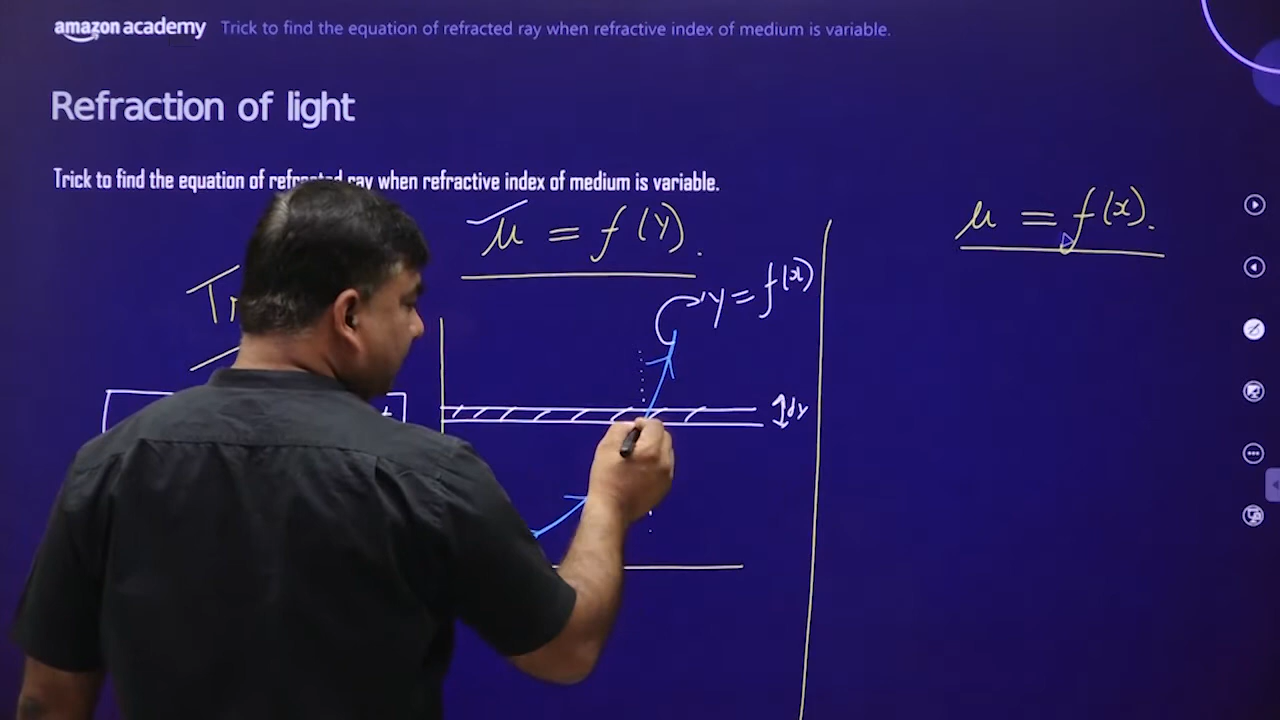 amazon academy Trick to find the equation of refracted ray when refractive index of medium is variable.
Refraction of light
Trick to find the equation of refracted ray when refractive index of medium is variable.
μ = f(y).
μ = f(x).
y = f(x)
dy